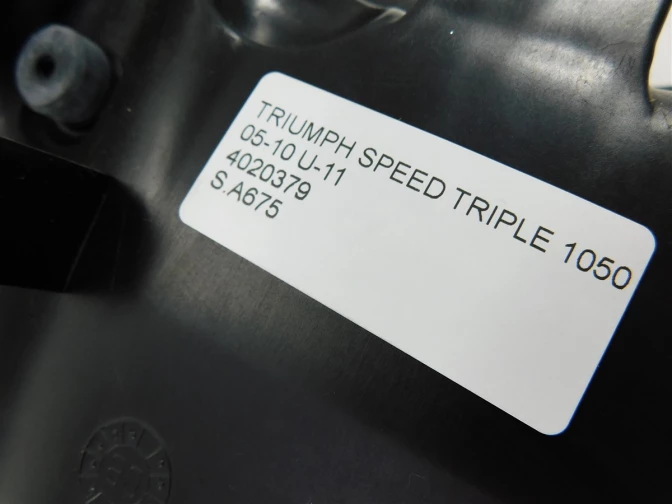 TRIUMPH SPEED TRIPLE 1050
05-10 U-11
4020379
S.A675